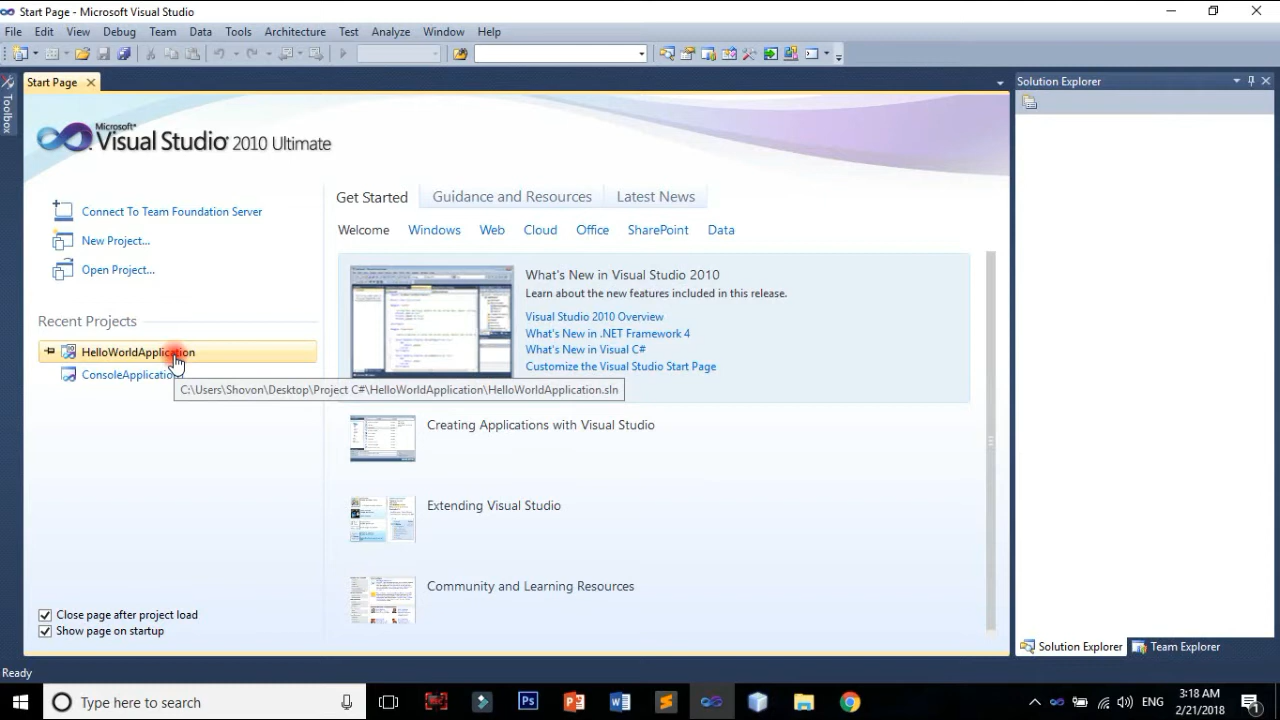 Start Page - Microsoft Visual Studio
File Edit View Debug Team Data Tools Architecture Test Analyze Window Help
Start Page
Solution Explorer
Toolbox
Microsoft
Visual Studio 2010 Ultimate
Connect To Team Foundation Server
New Project...
Open Project...
Recent Projects
HelloWorldApplication
ConsoleApplication
C:\Users\Shovon\Desktop\Project C#\HelloWorldApplication\HelloWorldApplication.sln
Get Started Guidance and Resources Latest News
Welcome Windows Web Cloud Office SharePoint Data
What's New in Visual Studio 2010
Learn about the new features included in this release.
Visual Studio 2010 Overview
What's New in .NET Framework 4
What's New in Visual C#
Customize the Visual Studio Start Page
Creating Applications with Visual Studio
Extending Visual Studio
Community and Learning Resources
Close page after project load
Show page on startup
Solution Explorer Team Explorer
Ready
Type here to search
Ps
ENG
3:18 AM
2/21/2018
1